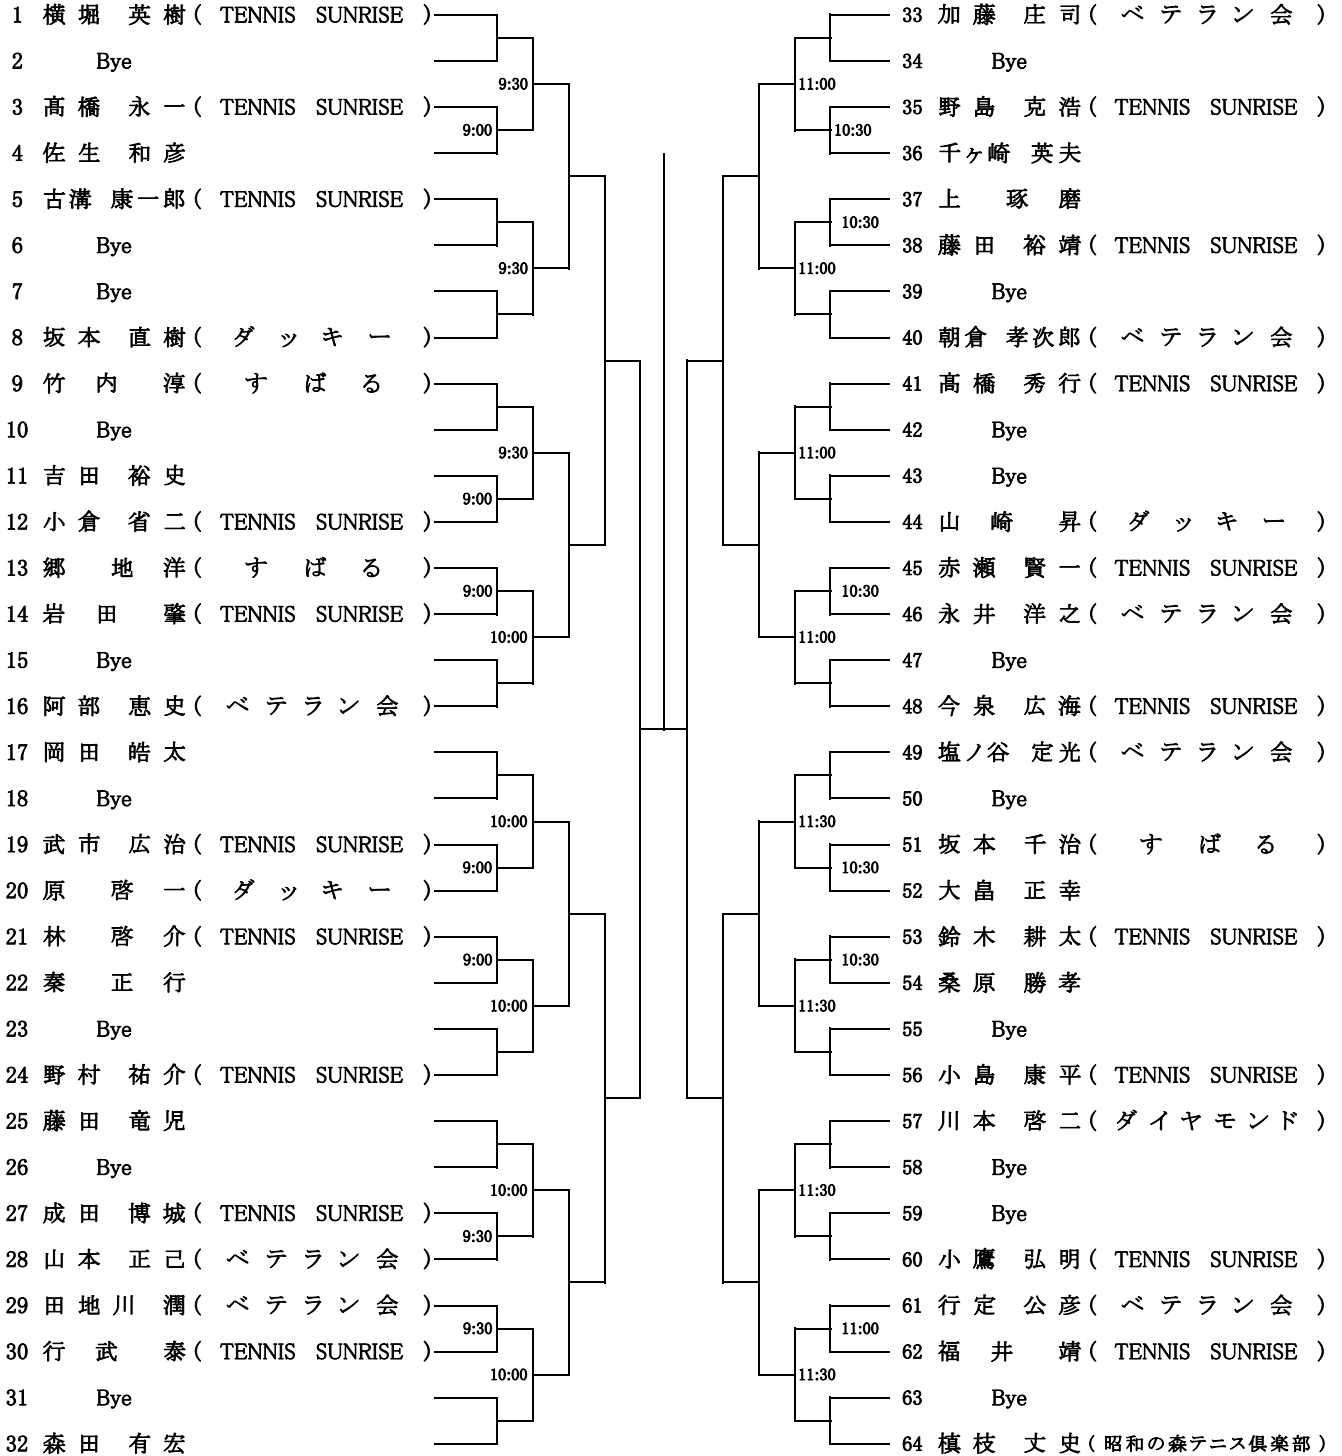 1 横堀 英樹 ( TENNIS SUNRISE )
2 Bye
9:30
3 髙橋 永一 ( TENNIS SUNRISE )
9:00
4 佐生 和彦
5 古溝 康一郎 ( TENNIS SUNRISE )
6 Bye
9:30
7 Bye
8 坂本 直樹 ( ダッキー )
9 竹内 淳 ( すばる )
10 Bye
9:30
11 吉田 裕史
9:00
12 小倉 省二 ( TENNIS SUNRISE )
13 郷地 洋 ( すばる )
9:00
14 岩田 肇 ( TENNIS SUNRISE )
10:00
15 Bye
16 阿部 恵史 ( ベテラン会 )
17 岡田 皓太
18 Bye
10:00
19 武市 広治 ( TENNIS SUNRISE )
9:00
20 原 啓一 ( ダッキー )
21 林 啓介 ( TENNIS SUNRISE )
9:00
22 秦 正行
10:00
23 Bye
24 野村 祐介 ( TENNIS SUNRISE )
25 藤田 竜児
26 Bye
10:00
27 成田 博城 ( TENNIS SUNRISE )
9:30
28 山本 正己 ( ベテラン会 )
29 田地川 潤 ( ベテラン会 )
9:30
30 行武 泰 ( TENNIS SUNRISE )
10:00
31 Bye
32 森田 有宏
33 加藤 庄司 ( ベテラン会 )
34 Bye
11:00
35 野島 克浩 ( TENNIS SUNRISE )
10:30
36 千ヶ崎 英夫
37 上 琢磨
10:30
38 藤田 裕靖 ( TENNIS SUNRISE )
11:00
39 Bye
40 朝倉 孝次郎 ( ベテラン会 )
41 髙橋 秀行 ( TENNIS SUNRISE )
42 Bye
11:00
43 Bye
44 山崎 昇 ( ダッキー )
45 赤瀬 賢一 ( TENNIS SUNRISE )
10:30
46 永井 洋之 ( ベテラン会 )
11:00
47 Bye
48 今泉 広海 ( TENNIS SUNRISE )
49 塩ノ谷 定光 ( ベテラン会 )
50 Bye
11:30
51 坂本 千治 ( すばる )
10:30
52 大畠 正幸
53 鈴木 耕太 ( TENNIS SUNRISE )
10:30
54 桑原 勝孝
11:30
55 Bye
56 小島 康平 ( TENNIS SUNRISE )
57 川本 啓二 ( ダイヤモンド )
58 Bye
11:30
59 Bye
60 小鷹 弘明 ( TENNIS SUNRISE )
61 行定 公彦 ( ベテラン会 )
11:00
62 福井 靖 ( TENNIS SUNRISE )
11:30
63 Bye
64 槙枝 丈史 ( 昭和の森テニス倶楽部 )